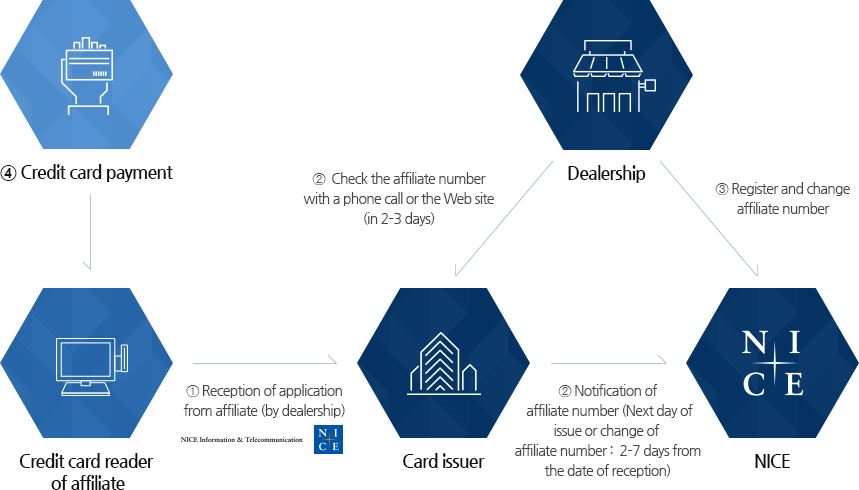 ④ Credit card payment
② Check the affiliate number
with a phone call or the Web site
(in 2-3 days)
Dealership
③ Register and change
affiliate number
N I
C E
① Reception of application
from affiliate (by dealership)
NICE Information & Telecommunication
N I
C E
② Notification of
affiliate number (Next day of
issue or change of
affiliate number : 2-7 days from
the date of reception)
Credit card reader
of affiliate
Card issuer
NICE